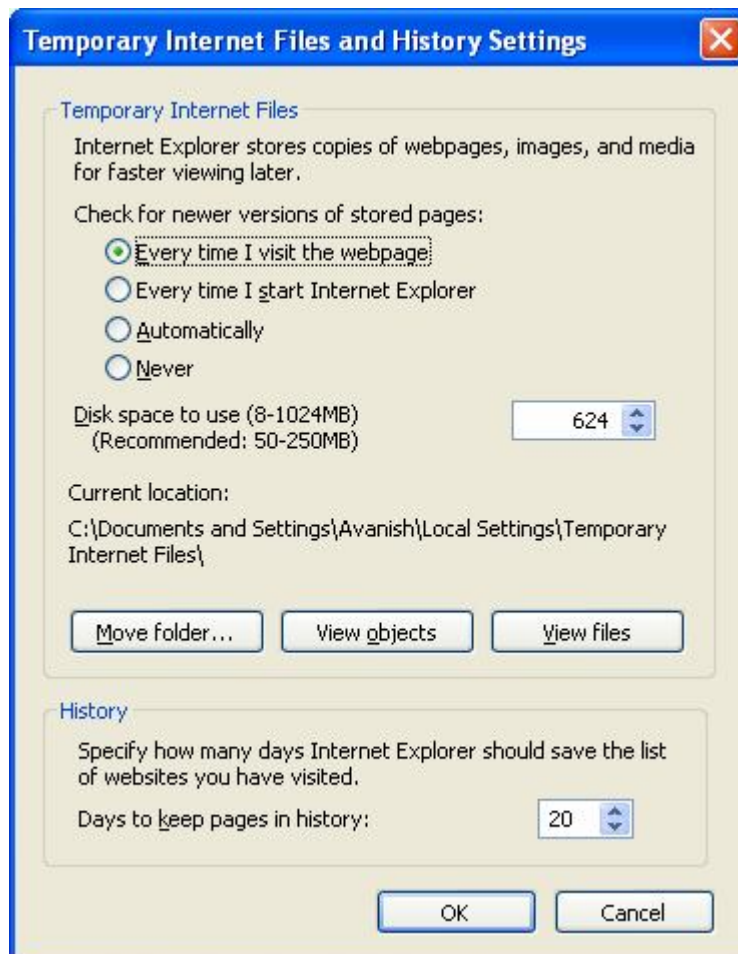 Temporary Internet Files and History Settings
Temporary Internet Files
Internet Explorer stores copies of webpages, images, and media
for faster viewing later.
Check for newer versions of stored pages:
Every time I visit the webpage
Every time I start Internet Explorer
Automatically
Never
Disk space to use (8-1024MB)
(Recommended: 50-250MB)
624
Current location:
C:\Documents and Settings\Avanish\Local Settings\Temporary
Internet Files\
Move folder... View objects View files
History
Specify how many days Internet Explorer should save the list
of websites you have visited.
Days to keep pages in history: 20
OK Cancel